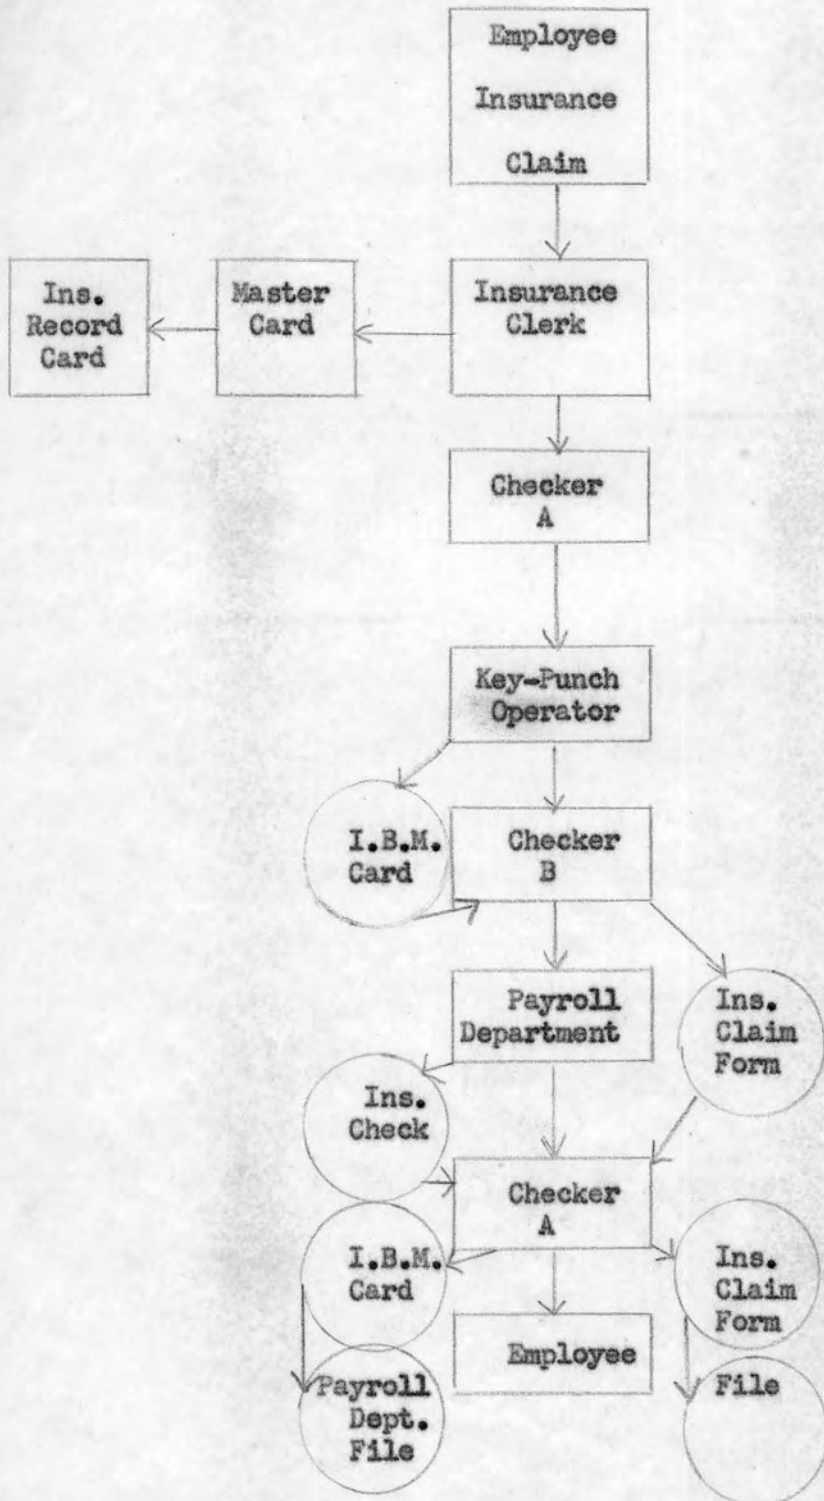 Employee
Insurance
Claim
Ins.
Record
Card
Master
Card
Insurance
Clerk
Checker
A
Key-Punch
Operator
I.B.M.
Card
Checker
B
Payroll
Department
Ins.
Claim
Form
Ins.
Check
Checker
A
I.B.M.
Card
Ins.
Claim
Form
Employee
Payroll
Dept.
File
File